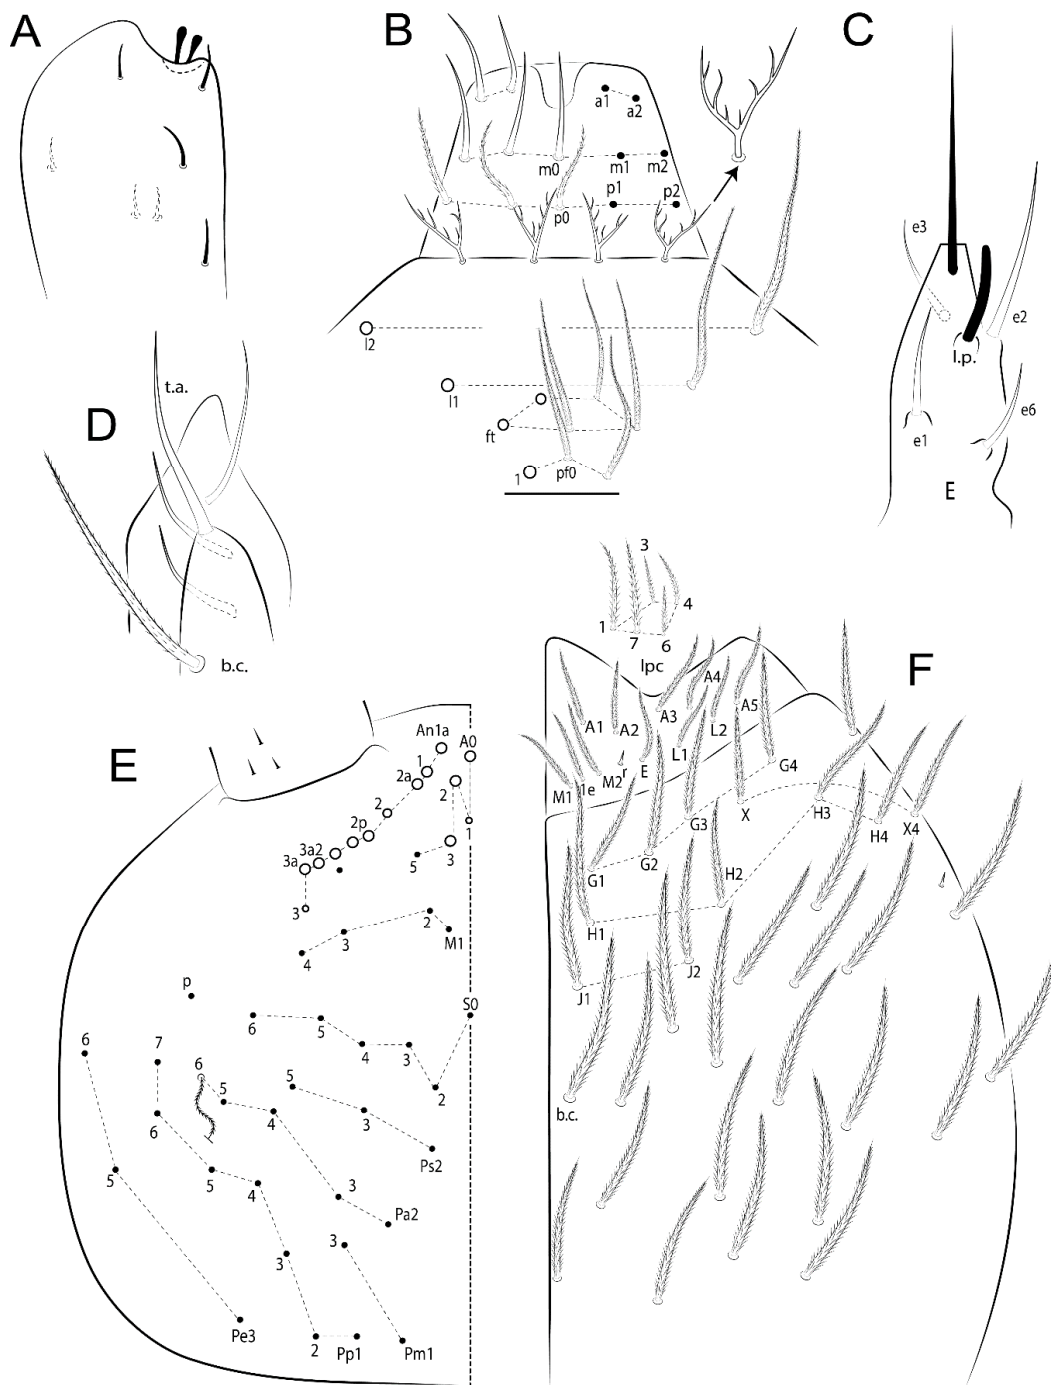 A
B
a1
a2
m0
m1
m2
p1
p2
p0
l2
l1
ft
1
pf0
C
e3
e2
l.p.
e1
e6
E
D
t.a.
b.c.
E
An1a
A0
1
2a
2
2
2p
1
3a2
3a
5
3
3
2
M1
3
4
p
S0
6
5
4
3
2
6
7
6
5
5
4
3
Ps2
6
5
5
4
3
Pa2
3
3
Pe3
2
Pp1
Pm1
F
3
4
1
7
6
lpc
A1
A2
A3
A4
A5
L1
L2
M1
1e
M2
r
E
G4
G3
X
H3
H4
X4
G1
G2
H2
H1
J2
J1
b.c.